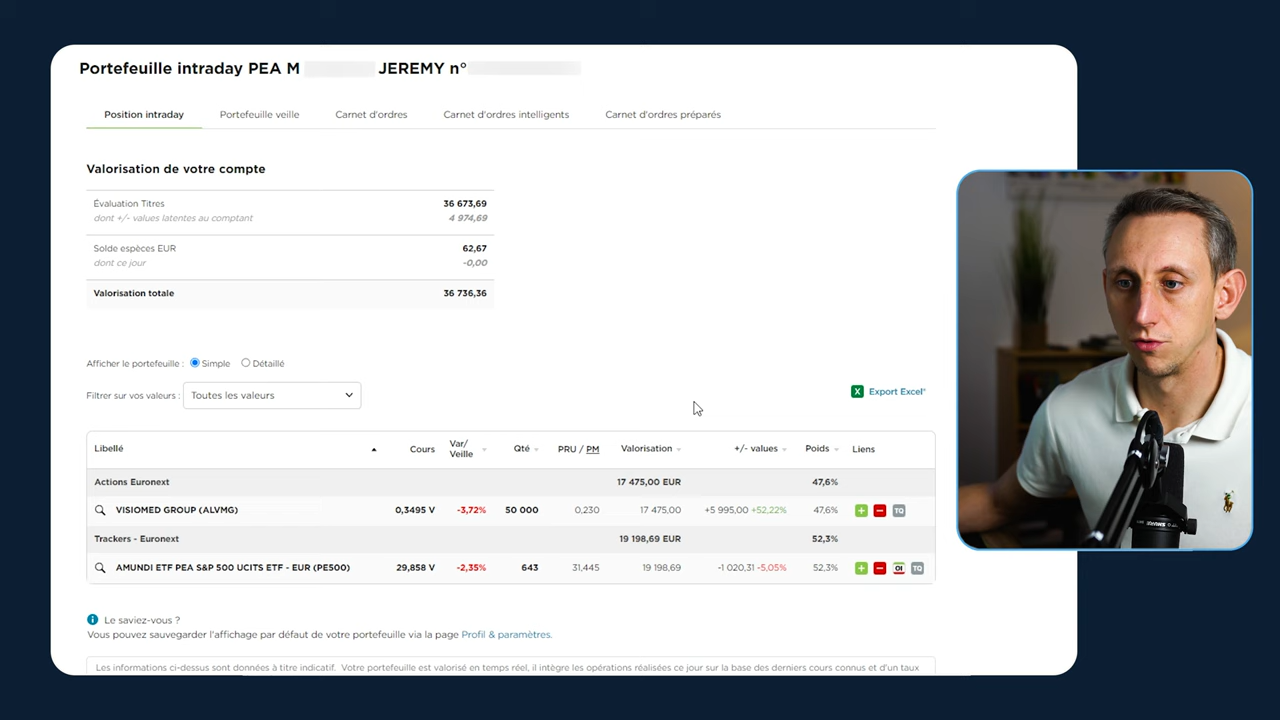 Portefeuille intraday PEA M JEREMY n°
Position intraday Portefeuille veille Carnet d'ordres Carnet d'ordres intelligents Carnet d'ordres préparés
Valorisation de votre compte
Évaluation Titres 36 673,69
dont +/- values latentes au comptant 4 974,69
Solde espèces EUR 62,67
dont ce jour -0,00
Valorisation totale 36 736,36
Afficher le portefeuille : Simple Détaillé
Filtrer sur vos valeurs : Toutes les valeurs
X Export Excel*
Libellé Cours Var/ Veille Qté PRU / PM Valorisation +/- values Poids Liens
Actions Euronext 17 475,00 EUR 47,6%
VISIOMED GROUP (ALVMG) 0,3495 V -3,72% 50 000 0,230 17 475,00 +5 995,00 +52,22% 47,6% TQ
Trackers - Euronext 19 198,69 EUR 52,3%
AMUNDI ETF PEA S&P 500 UCITS ETF - EUR (PE500) 29,858 V -2,35% 643 31,445 19 198,69 -1 020,31 -5,05% 52,3% OI TQ
Le saviez-vous ?
Vous pouvez sauvegarder l'affichage par défaut de votre portefeuille via la page Profil & paramètres.
Les informations ci-dessus sont données à titre indicatif. Votre portefeuille est valorisé en temps réel, il intègre les opérations réalisées ce jour sur la base des derniers cours connus et d'un taux